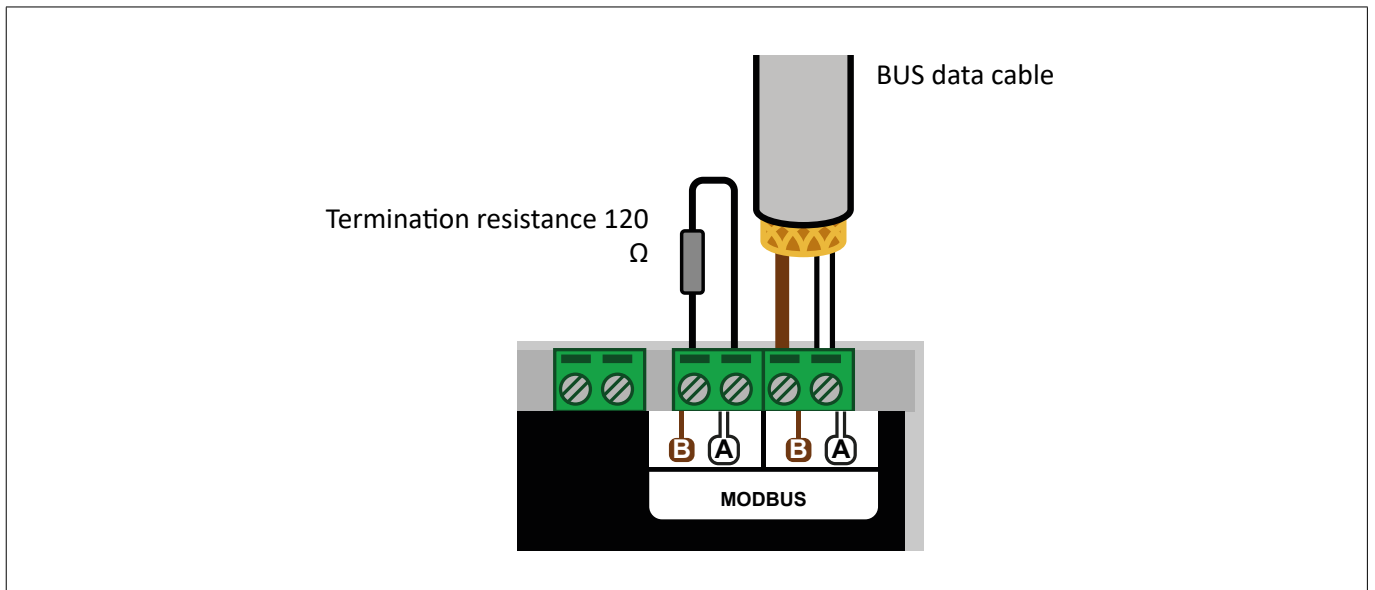 BUS data cable
Termination resistance 120
Ω
B A B A
MODBUS